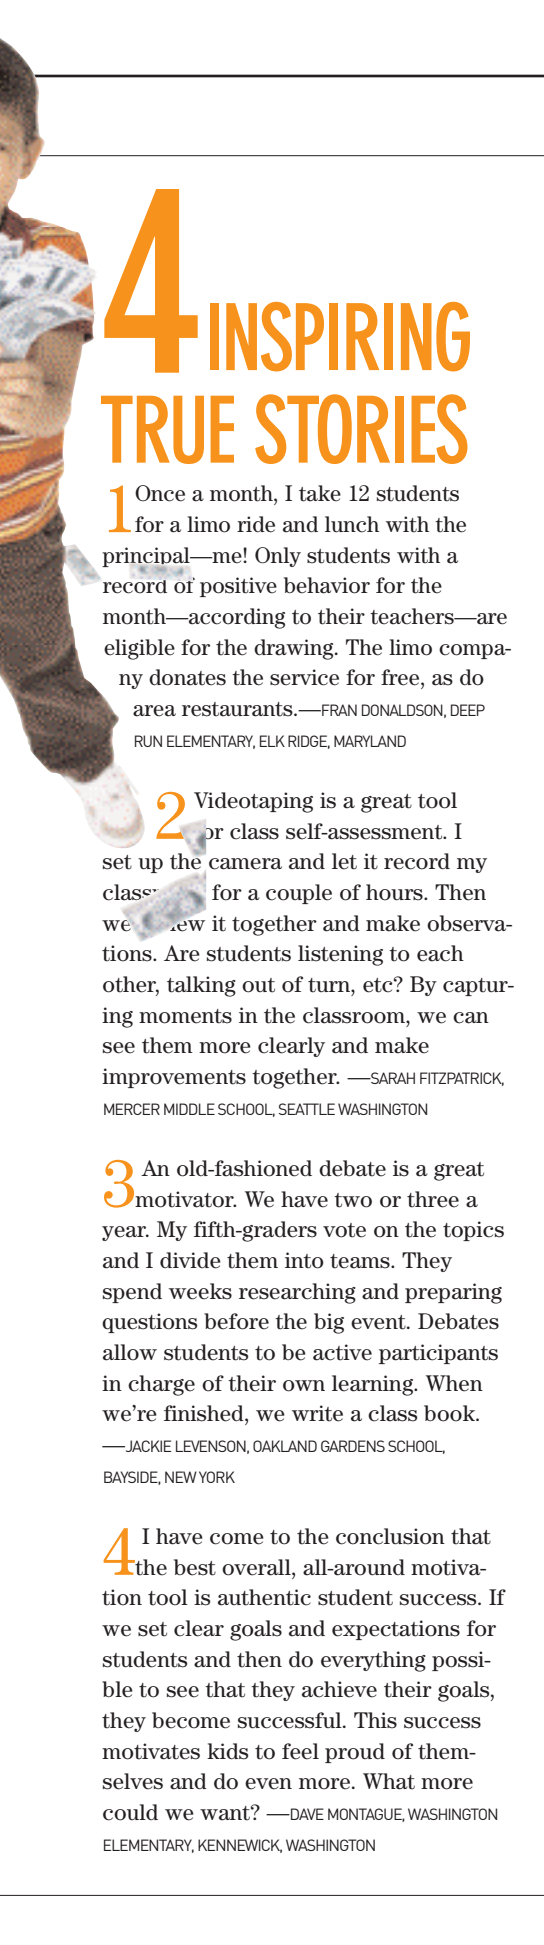 4 INSPIRING
TRUE STORIES
1 Once a month, I take 12 students
for a limo ride and lunch with the
principal—me! Only students with a
record of positive behavior for the
month—according to their teachers—are
eligible for the drawing. The limo compa-
ny donates the service for free, as do
area restaurants.—FRAN DONALDSON, DEEP
RUN ELEMENTARY, ELK RIDGE, MARYLAND
2 Videotaping is a great tool
or class self-assessment. I
set up the camera and let it record my
for a couple of hours. Then
we it together and make observa-
tions. Are students listening to each
other, talking out of turn, etc? By captur-
ing moments in the classroom, we can
see them more clearly and make
improvements together. —SARAH FITZPATRICK,
MERCER MIDDLE SCHOOL, SEATTLE WASHINGTON
3 An old-fashioned debate is a great
motivator. We have two or three a
year. My fifth-graders vote on the topics
and I divide them into teams. They
spend weeks researching and preparing
questions before the big event. Debates
allow students to be active participants
in charge of their own learning. When
we're finished, we write a class book.
—JACKIE LEVENSON, OAKLAND GARDENS SCHOOL,
BAYSIDE, NEW YORK
4 I have come to the conclusion that
the best overall, all-around motiva-
tion tool is authentic student success. If
we set clear goals and expectations for
students and then do everything possi-
ble to see that they achieve their goals,
they become successful. This success
motivates kids to feel proud of them-
selves and do even more. What more
could we want? —DAVE MONTAGUE, WASHINGTON
ELEMENTARY, KENNEWICK, WASHINGTON